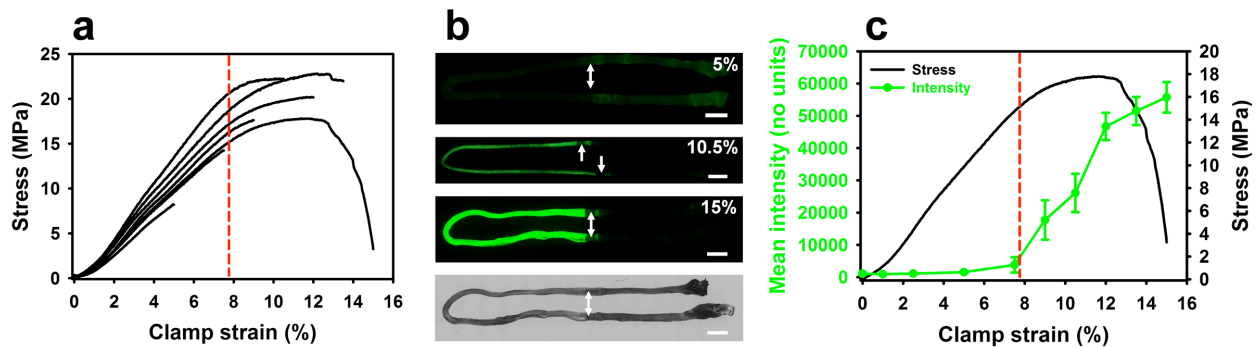 a
25
20
15
10
5
0
Stress (MPa)
0 2 4 6 8 10 12 14 16
Clamp strain (%)
b
5%
10.5%
15%
c
70000
60000
50000
40000
30000
20000
10000
0
Mean intensity (no units)
Stress
Intensity
20
18
16
14
12
10
8
6
4
2
0
Stress (MPa)
0 2 4 6 8 10 12 14 16
Clamp strain (%)